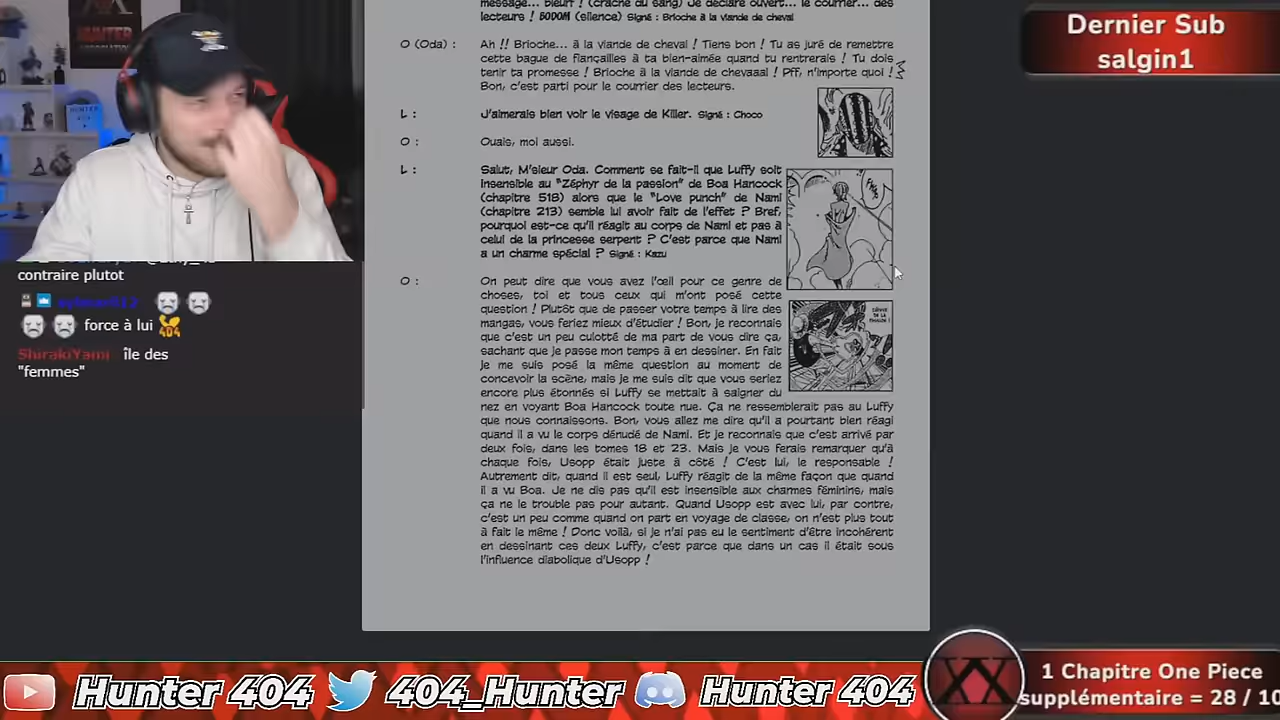 message... bleurf ! (crache du sang) Je déclare ouvert... le courrier... des
lecteurs ! BODOM (silence) Signé : Brioche à la viande de cheval
O (Oda) : Ah !! Brioche... à la viande de cheval ! Tiens bon ! Tu as juré de remettre
cette bague de fiançailles à ta bien-aimée quand tu rentrerais ! Tu dois
tenir ta promesse ! Brioche à la viande de chevaaal ! Pff, n'importe quoi !
Bon, c'est parti pour le courrier des lecteurs.
L : J'aimerais bien voir le visage de Killer. Signé : Choco
O : Ouais, moi aussi.
L : Salut, M'sieur Oda. Comment se fait-il que Luffy soit
insensible au "Zéphyr de la passion" de Boa Hancock
(chapitre 518) alors que le "Love punch" de Nami
(chapitre 213) semble lui avoir fait de l'effet ? Bref,
pourquoi est-ce qu'il réagit au corps de Nami et pas à
celui de la princesse serpent ? C'est parce que Nami
a un charme spécial ? Signé : Kazu
O : On peut dire que vous avez l'œil pour ce genre de
choses, toi et tous ceux qui m'ont posé cette
question ! Plutôt que de passer votre temps à lire des
mangas, vous feriez mieux d'étudier ! Bon, je reconnais
que c'est un peu culotté de ma part de vous dire ça,
sachant que je passe mon temps à en dessiner. En fait
je me suis posé la même question au moment de
concevoir la scène, mais je me suis dit que vous seriez
encore plus étonnés si Luffy se mettait à saigner du
nez en voyant Boa Hancock toute nue. Ça ne ressemblerait pas au Luffy
que nous connaissons. Bon, vous allez me dire qu'il a pourtant bien réagi
quand il a vu le corps dénudé de Nami. Et je reconnais que c'est arrivé par
deux fois, dans les tomes 18 et 23. Mais je vous ferais remarquer qu'à
chaque fois, Usopp était juste à côté ! C'est lui, le responsable !
Autrement dit, quand il est seul, Luffy réagit de la même façon que quand
il a vu Boa. Je ne dis pas qu'il est insensible aux charmes féminins, mais
ça ne le trouble pas pour autant. Quand Usopp est avec lui, par contre,
c'est un peu comme quand on part en voyage de classe, on n'est plus tout
à fait le même ! Donc voilà, si je n'ai pas eu le sentiment d'être incohérent
en dessinant ces deux Luffy, c'est parce que dans un cas il était sous
l'influence diabolique d'Usopp !
contraire plutot
force à lui 404
ShirakiYami île des
"femmes"
Dernier Sub
salgin1
Hunter 404 404_Hunter Hunter 404
1 Chapitre One Piece
supplémentaire = 28 / 10